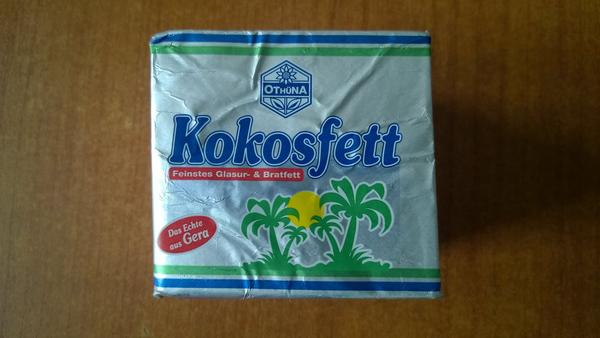 OTHÜNA
Kokosfett
Feinstes Glasur- & Bratfett
Das Echte
aus Gera